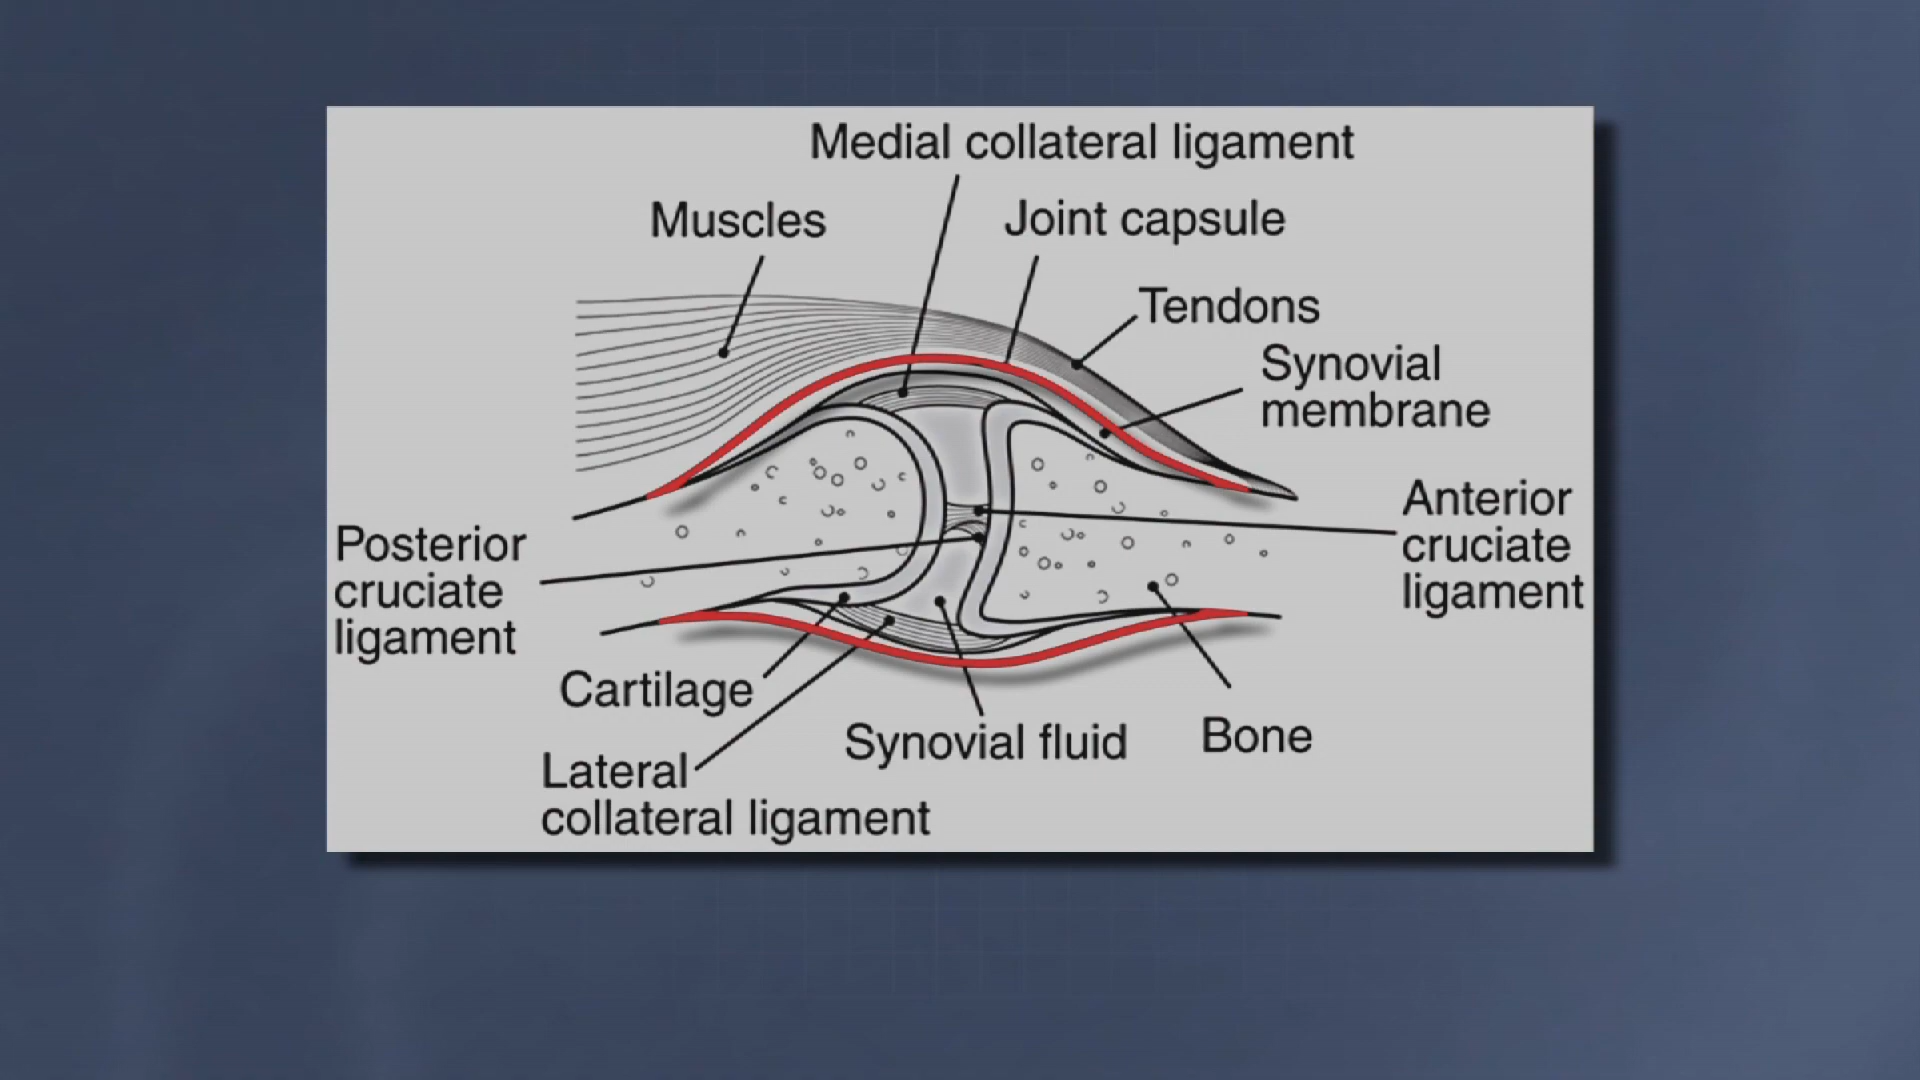 Medial collateral ligament
Muscles
Joint capsule
Tendons
Synovial
membrane
Anterior
cruciate
ligament
Posterior
cruciate
ligament
Cartilage
Synovial fluid
Bone
Lateral
collateral ligament